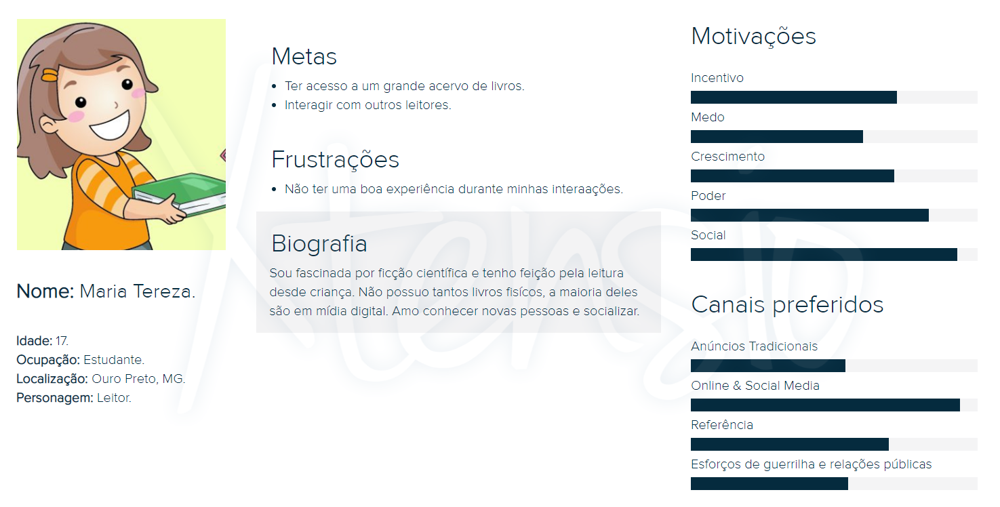 Nome: Maria Tereza.
Idade: 17.
Ocupação: Estudante.
Localização: Ouro Preto, MG.
Personagem: Leitor.
Metas
Ter acesso a um grande acervo de livros.
Interagir com outros leitores.
Frustrações
Não ter uma boa experiência durante minhas interaações.
Biografia
Sou fascinada por ficção científica e tenho feição pela leitura
desde criança. Não possuo tantos livros fisícos, a maioria deles
são em mídia digital. Amo conhecer novas pessoas e socializar.
Motivações
Incentivo
Medo
Crescimento
Poder
Social
Canais preferidos
Anúncios Tradicionais
Online & Social Media
Referência
Esforços de guerrilha e relações públicas
Xtensio